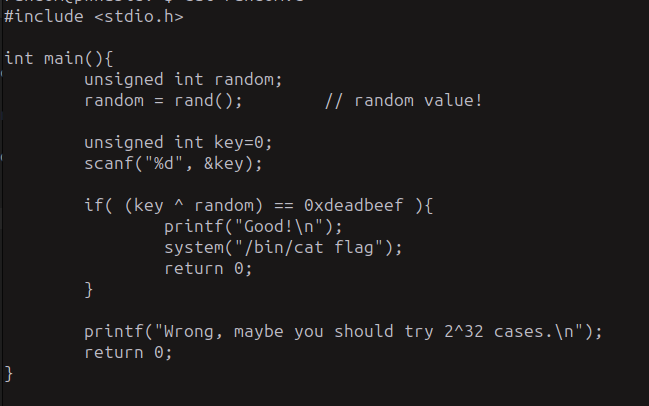 #include <stdio.h>
int main(){
unsigned int random;
random = rand(); // random value!
unsigned int key=0;
scanf("%d", &key);
if( (key ^ random) == 0xdeadbeef ){
printf("Good!\n");
system("/bin/cat flag");
return 0;
}
printf("Wrong, maybe you should try 2^32 cases.\n");
return 0;
}